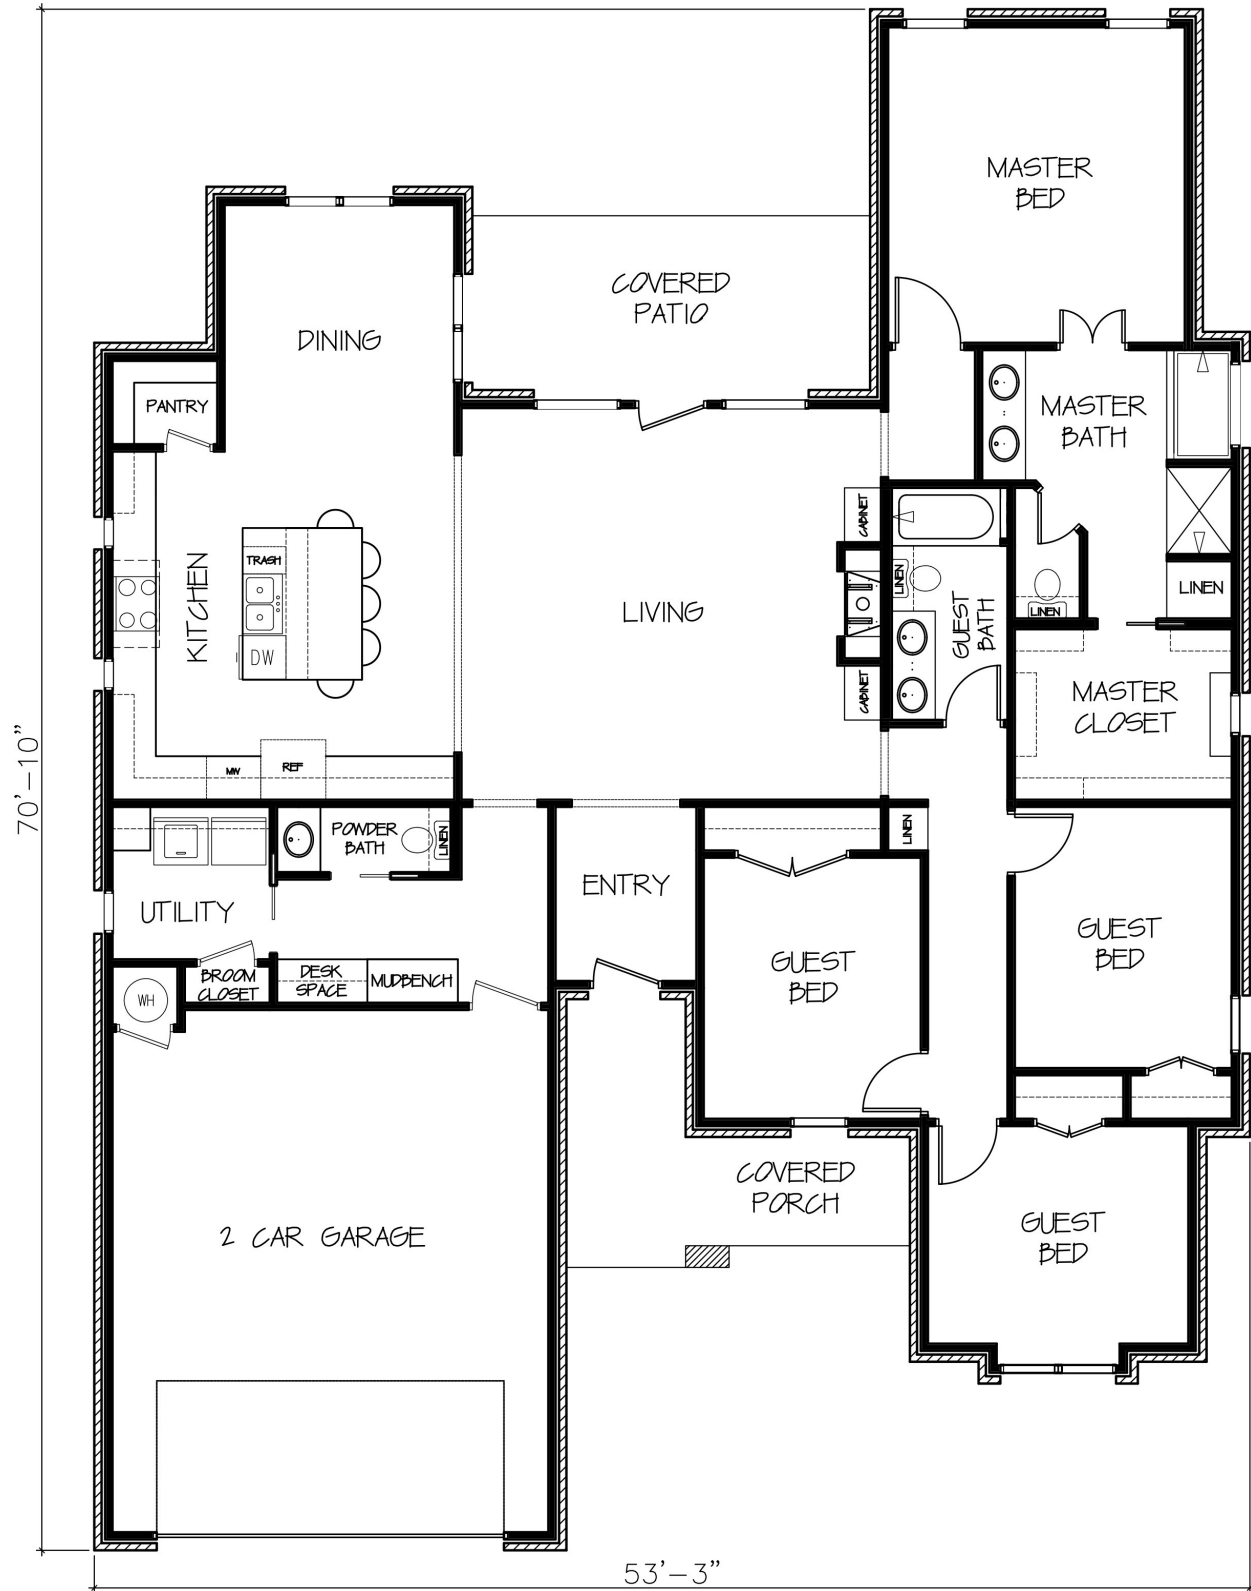 MASTER
BED
COVERED
PATIO
DINING
PANTRY
MASTER
BATH
CABINET
TRASH
KITCHEN
DW
LIVING
LINEN
GUEST
BATH
LINEN
LINEN
CABINET
MASTER
CLOSET
MW
REF
70'-10"
POWDER
BATH
LINEN
LINEN
ENTRY
UTILITY
BROOM
CLOSET
DESK
SPACE
MUDBENCH
WH
GUEST
BED
GUEST
BED
COVERED
PORCH
GUEST
BED
2 CAR GARAGE
53'-3"